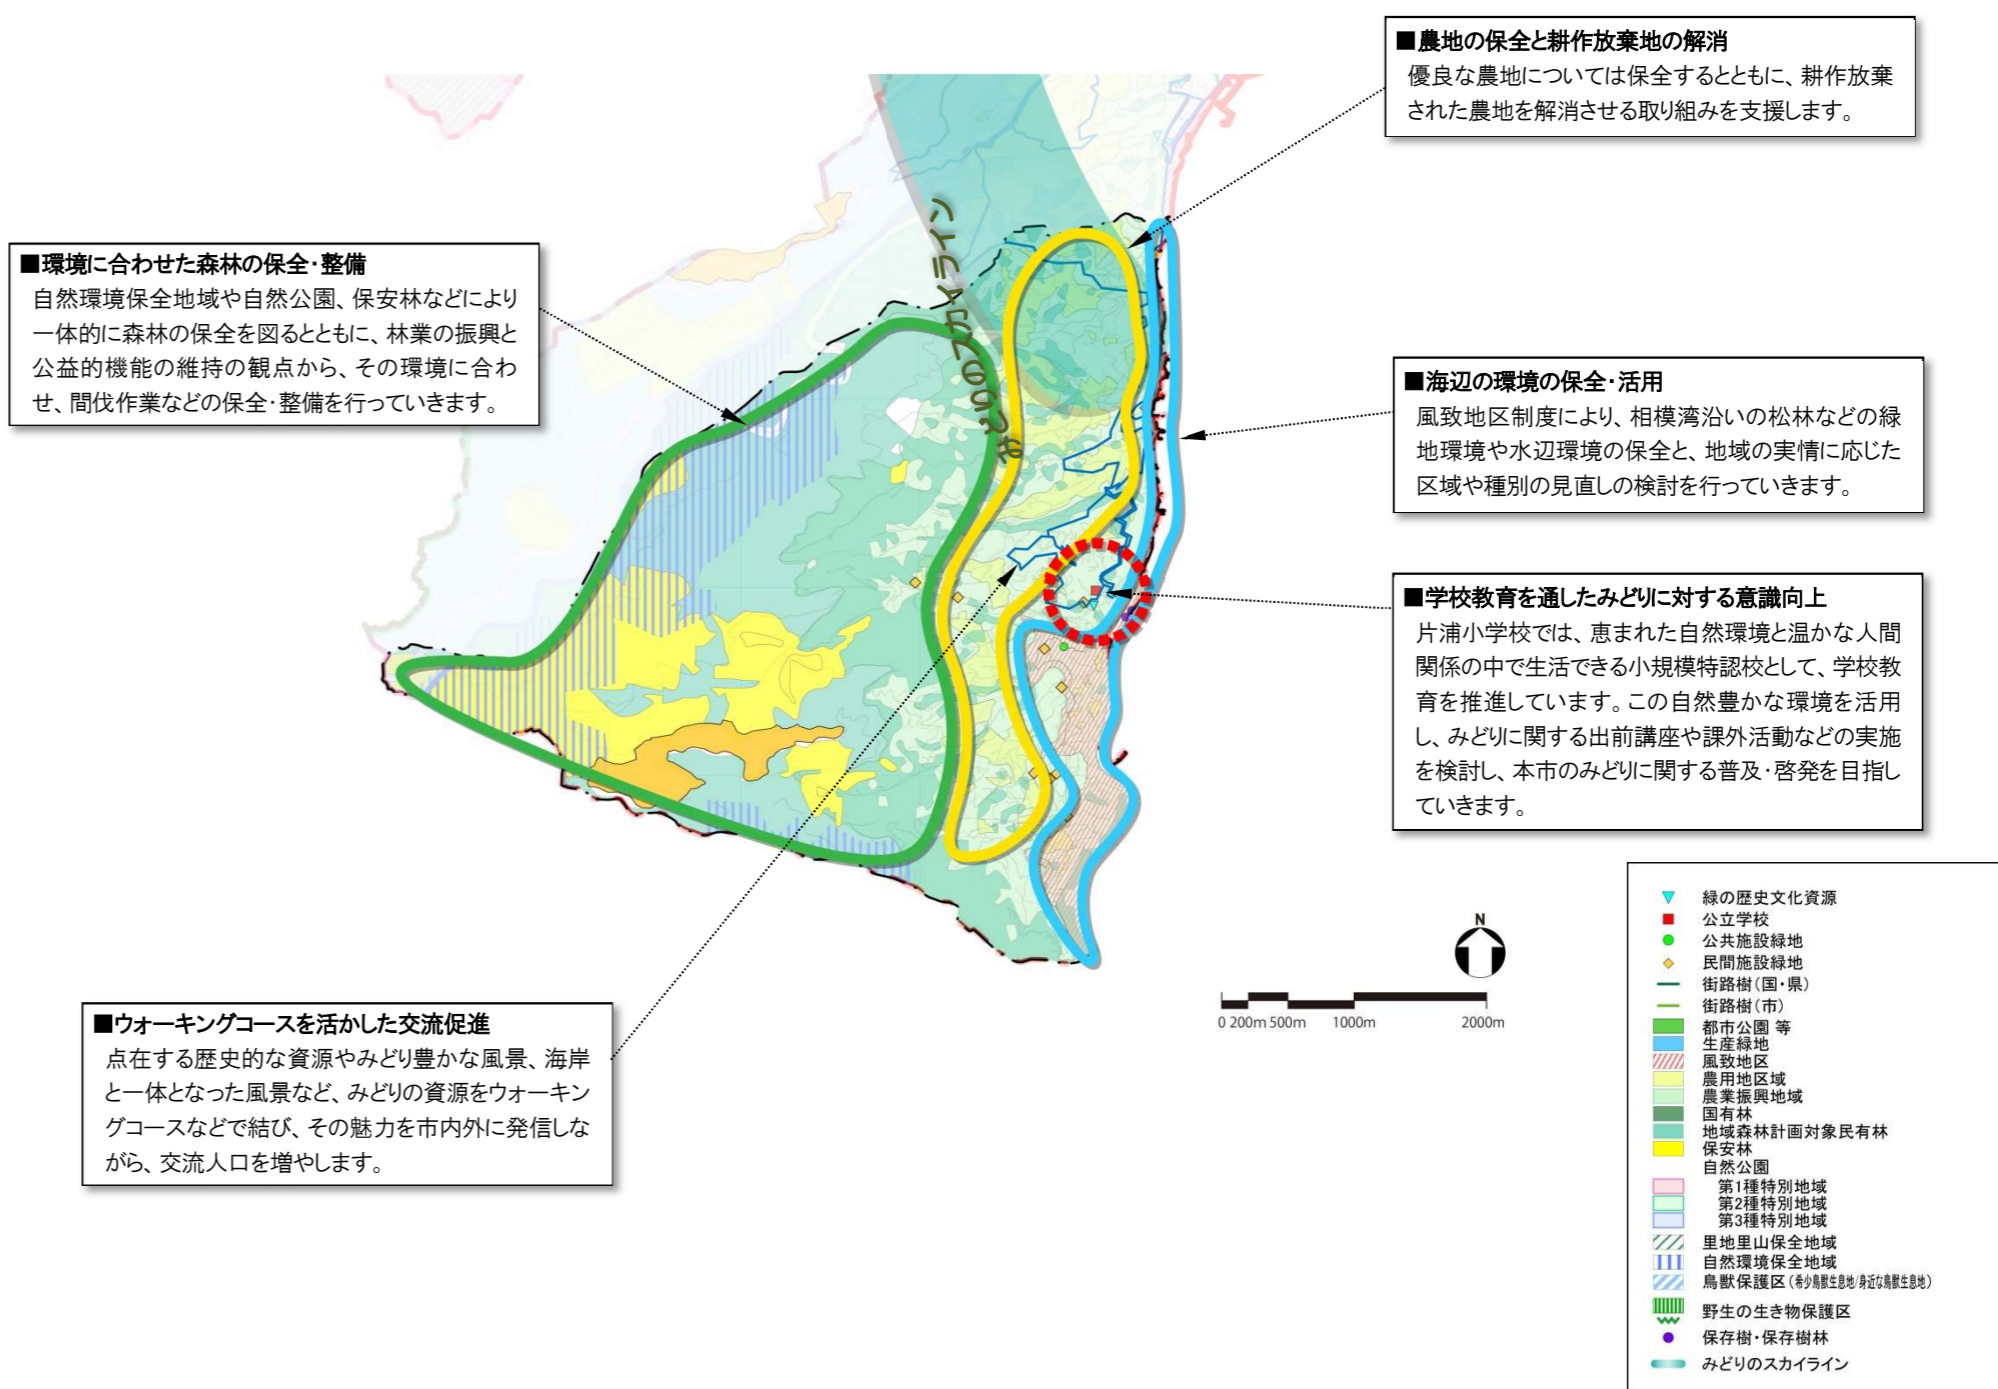 ■農地の保全と耕作放棄地の解消
優良な農地については保全するとともに、耕作放棄
された農地を解消させる取り組みを支援します。
■環境に合わせた森林の保全・整備
自然環境保全地域や自然公園、保安林などにより
一体的に森林の保全を図るとともに、林業の振興と
公益的機能の維持の観点から、その環境に合わ
せ、間伐作業などの保全・整備を行っていきます。
みどりのスカイライン
■海辺の環境の保全・活用
風致地区制度により、相模湾沿いの松林などの緑
地環境や水辺環境の保全と、地域の実情に応じた
区域や種別の見直しの検討を行っていきます。
■学校教育を通したみどりに対する意識向上
片浦小学校では、恵まれた自然環境と温かな人間
関係の中で生活できる小規模特認校として、学校教
育を推進しています。この自然豊かな環境を活用
し、みどりに関する出前講座や課外活動などの実施
を検討し、本市のみどりに関する普及・啓発を目指し
ていきます。
■ウォーキングコースを活かした交流促進
点在する歴史的な資源やみどり豊かな風景、海岸
と一体となった風景など、みどりの資源をウォーキン
グコースなどで結び、その魅力を市内外に発信しな
がら、交流人口を増やします。
N
0 200m 500m 1000m 2000m
緑の歴史文化資源
公立学校
公共施設緑地
民間施設緑地
街路樹(国・県)
街路樹(市)
都市公園 等
生産緑地
風致地区
農用地区域
農業振興地域
国有林
地域森林計画対象民有林
保安林
自然公園
第1種特別地域
第2種特別地域
第3種特別地域
里地里山保全地域
自然環境保全地域
鳥獣保護区(希少鳥獣生息地/身近な鳥獣生息地)
野生の生き物保護区
保存樹・保存樹林
みどりのスカイライン